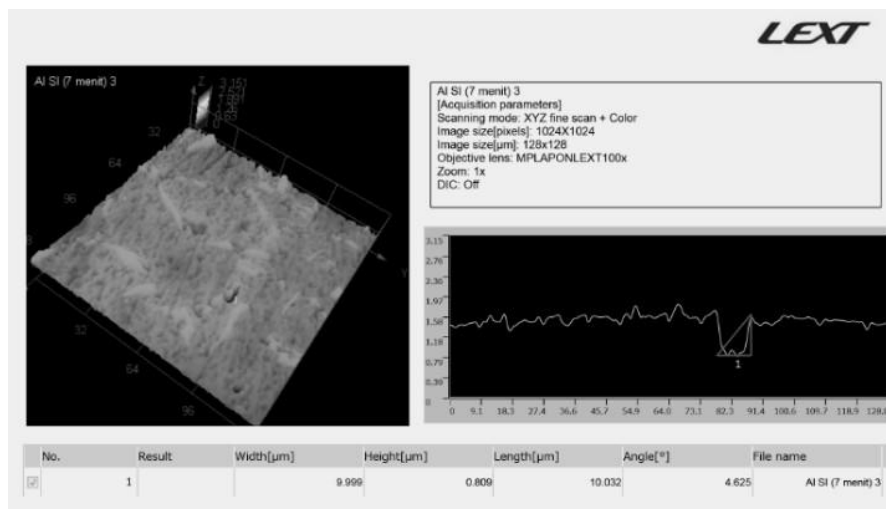 LEXT
Al SI (7 menit) 3
Z
3.151
32
64
96
Y
32
64
96
Al SI (7 menit) 3
[Acquisition parameters]
Scanning mode: XYZ fine scan + Color
Image size[pixels]: 1024X1024
Image size[µm]: 128x128
Objective lens: MPLAPONLEXT100x
Zoom: 1x
DIC: Off
3.15
2.76
1.97
1.58
1.18
0.79
0.39
0
1
0 9.1 18.3 27.4 36.6 45.7 54.9 64.0 73.1 82.3 91.4 100.6 109.7 118.9 128.0
No. Result Width[µm] Height[µm] Length[µm] Angle[°] File name
1 9.999 0.809 10.032 4.625 Al SI (7 menit) 3